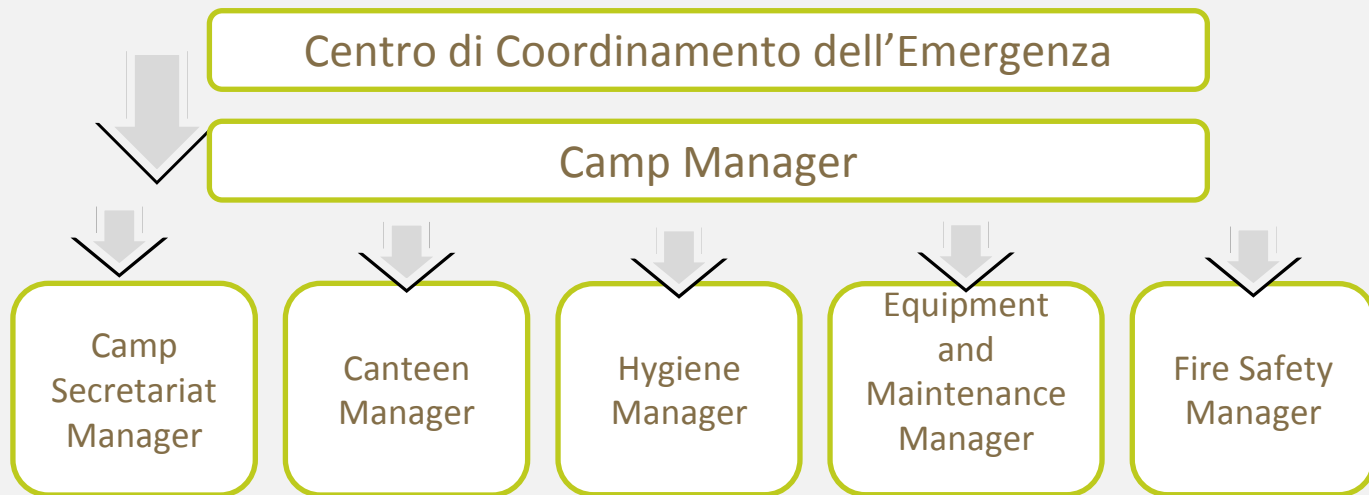 Centro di Coordinamento dell’Emergenza
Camp Manager
Camp
Secretariat
Manager
Canteen
Manager
Hygiene
Manager
Equipment
and
Maintenance
Manager
Fire Safety
Manager